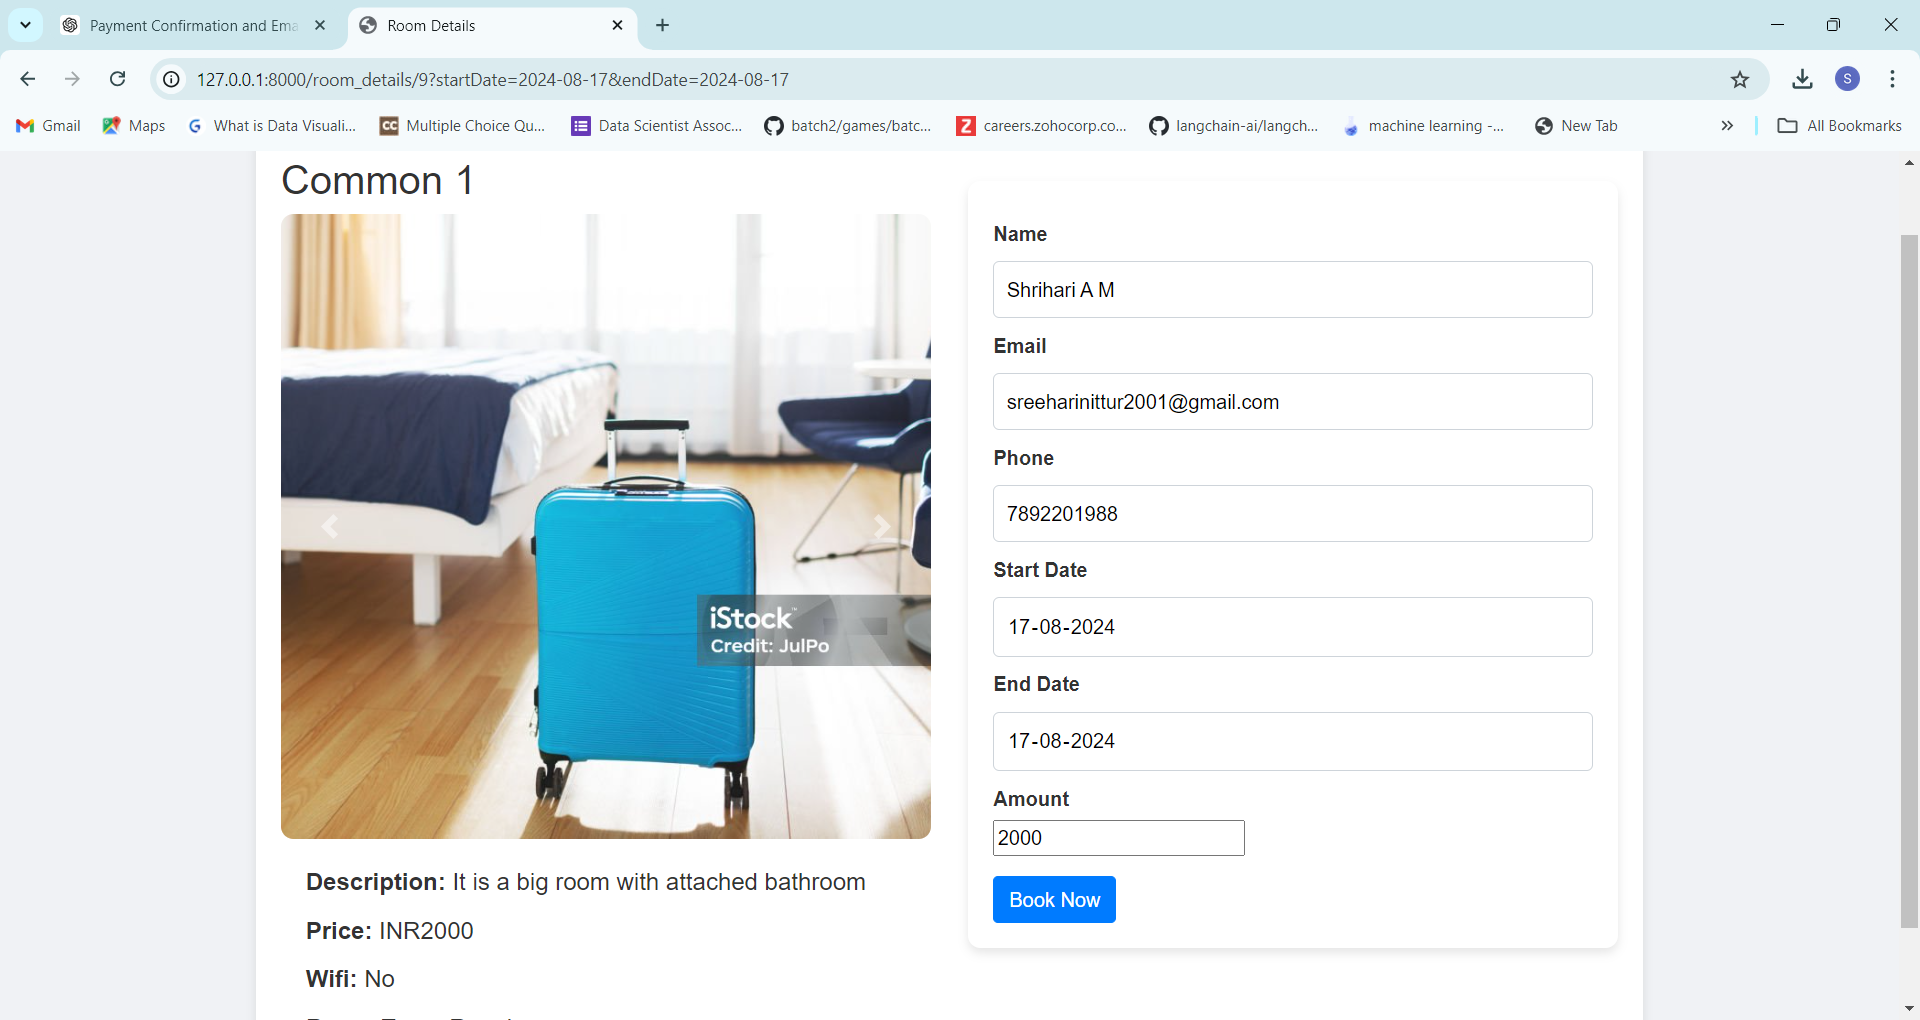 Payment Confirmation and Ema
Room Details
127.0.0.1:8000/room_details/9?startDate=2024-08-17&endDate=2024-08-17
S
Gmail
Maps
What is Data Visuali...
CC Multiple Choice Qu...
Data Scientist Assoc...
batch2/games/batc...
Z careers.zohocorp.co...
langchain-ai/langch...
machine learning -...
New Tab
All Bookmarks
Common 1
iStock™
Credit: JulPo
Description: It is a big room with attached bathroom
Price: INR2000
Wifi: No
Name
Shrihari A M
Email
sreeharinittur2001@gmail.com
Phone
7892201988
Start Date
17-08-2024
End Date
17-08-2024
Amount
2000
Book Now